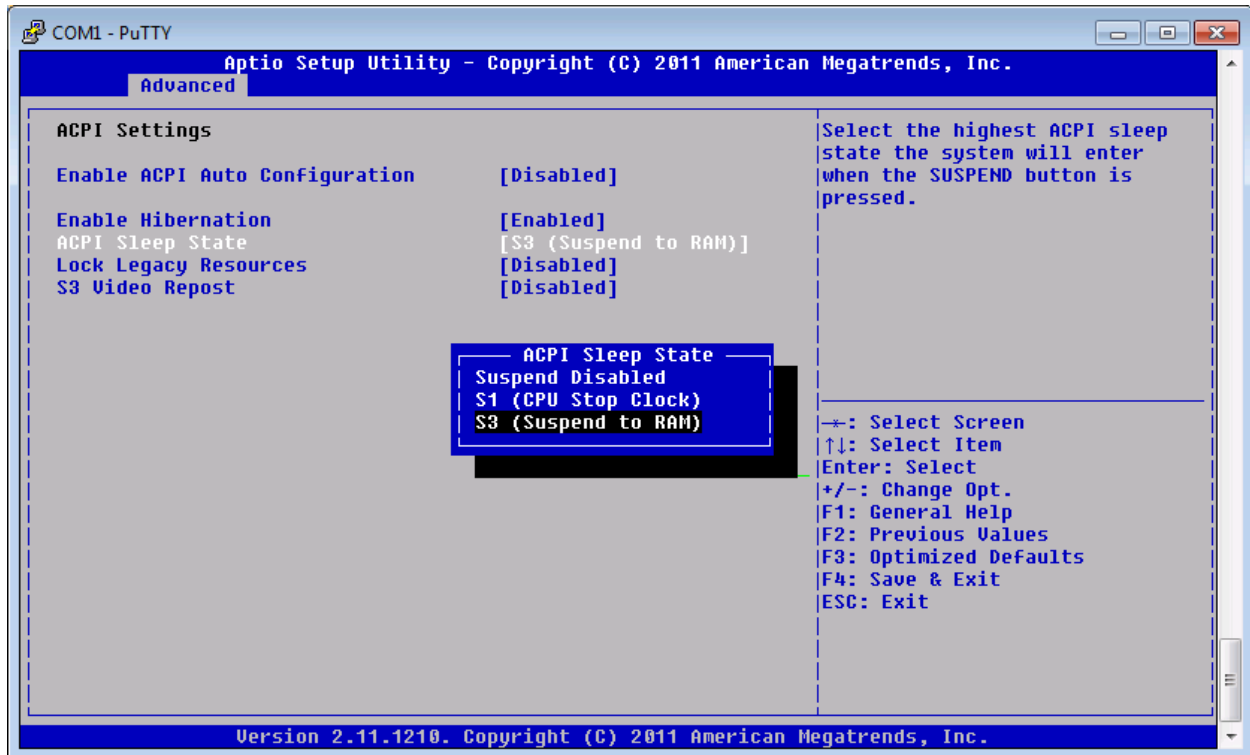 COM1 - PuTTY
Aptio Setup Utility - Copyright (C) 2011 American Megatrends, Inc.
Advanced
ACPI Settings
Enable ACPI Auto Configuration [Disabled]
Enable Hibernation [Enabled]
ACPI Sleep State [S3 (Suspend to RAM)]
Lock Legacy Resources [Disabled]
S3 Video Repost [Disabled]
ACPI Sleep State
Suspend Disabled
S1 (CPU Stop Clock)
S3 (Suspend to RAM)
Select the highest ACPI sleep
state the system will enter
when the SUSPEND button is
pressed.
→←: Select Screen
↑↓: Select Item
Enter: Select
+/-: Change Opt.
F1: General Help
F2: Previous Values
F3: Optimized Defaults
F4: Save & Exit
ESC: Exit
Version 2.11.1210. Copyright (C) 2011 American Megatrends, Inc.